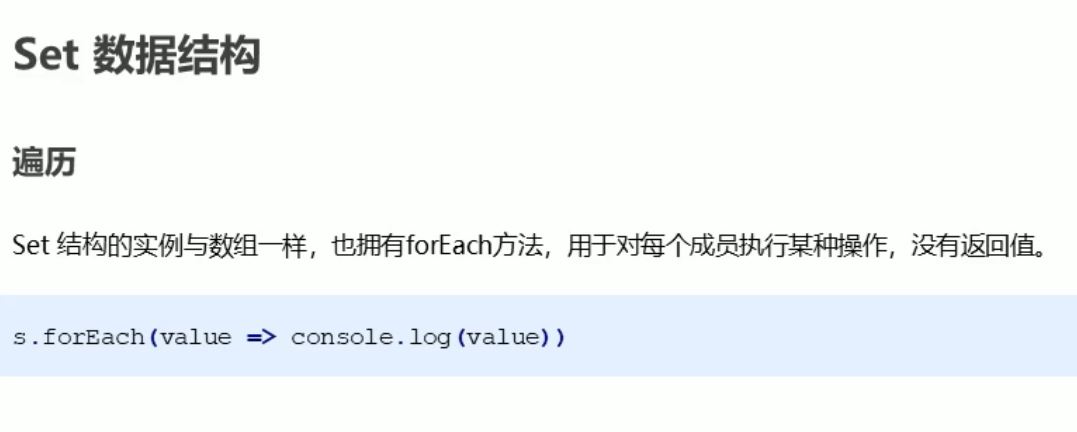 Set 数据结构
遍历
Set 结构的实例与数组一样，也拥有forEach方法，用于对每个成员执行某种操作，没有返回值。
s.forEach(value => console.log(value))